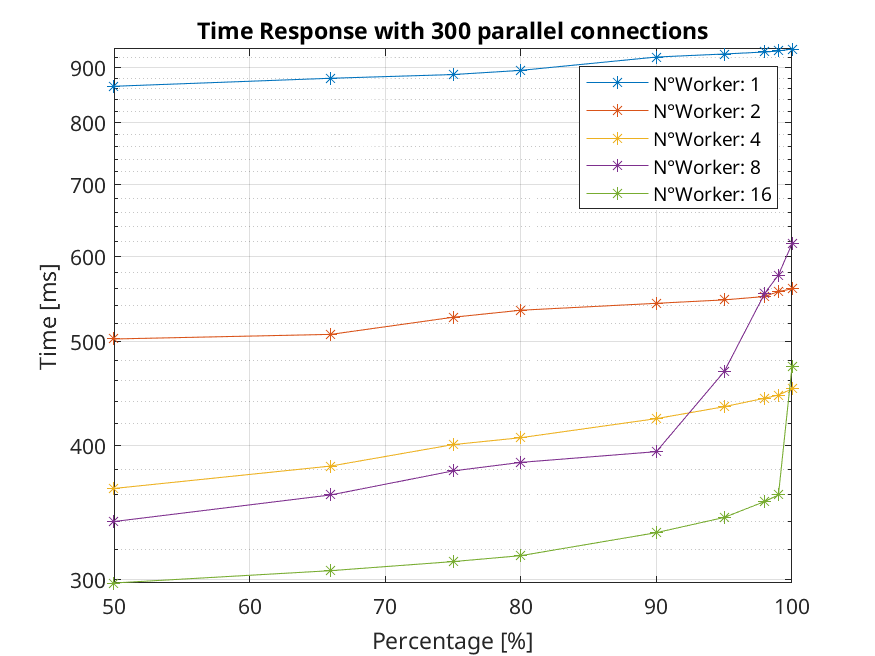 Time Response with 300 parallel connections
900
800
700
600
500
400
300
Time [ms]
N°Worker: 1
N°Worker: 2
N°Worker: 4
N°Worker: 8
N°Worker: 16
50 60 70 80 90 100
Percentage [%]